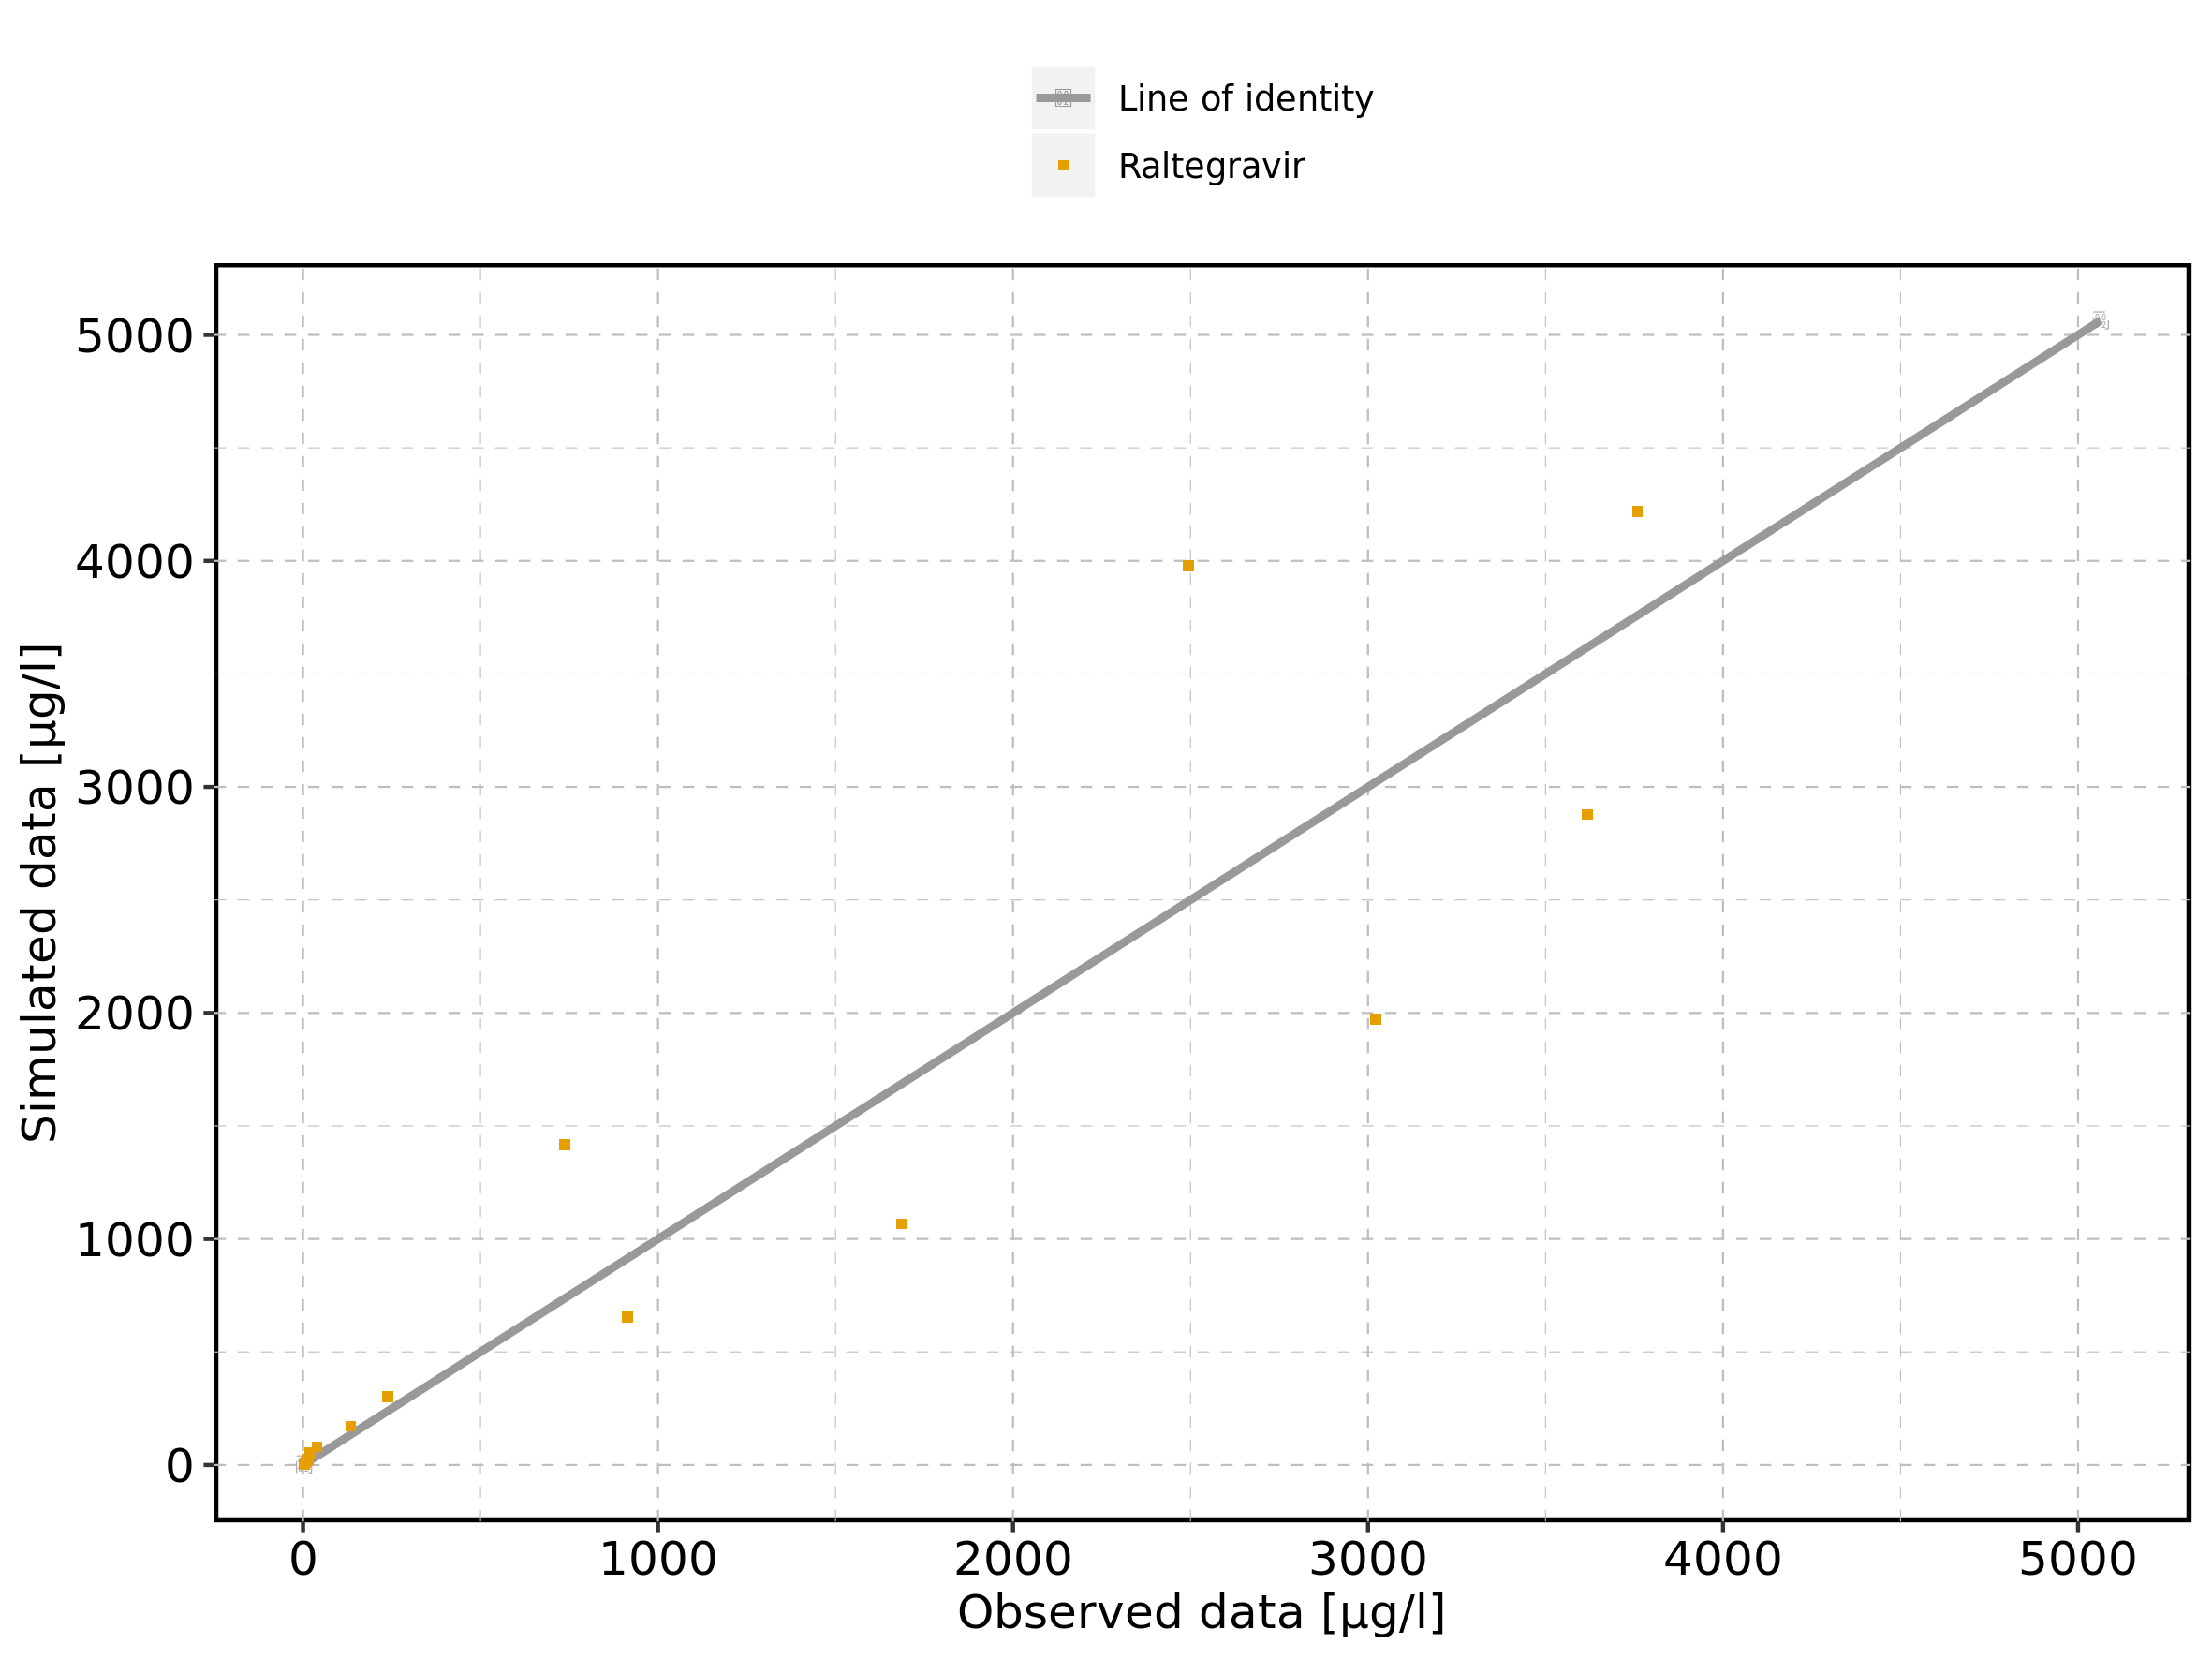 Line of identity
Raltegravir
5000
4000
3000
2000
1000
0
Simulated data [µg/l]
0 1000 2000 3000 4000 5000
Observed data [µg/l]